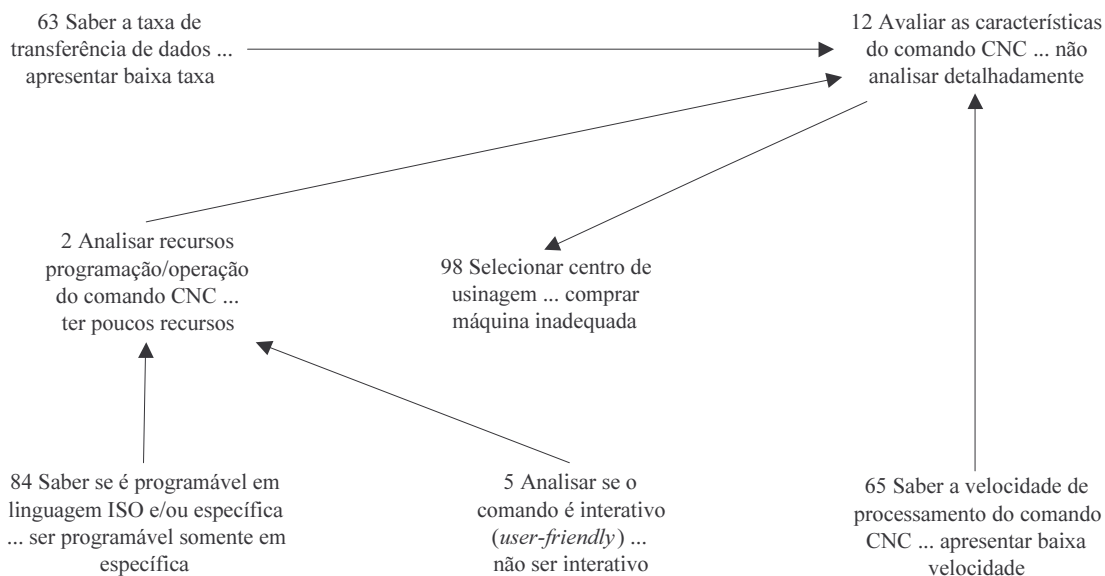 63 Saber a taxa de
transferência de dados ...
apresentar baixa taxa
12 Avaliar as características
do comando CNC ... não
analisar detalhadamente
2 Analisar recursos
programação/operação
do comando CNC ...
ter poucos recursos
98 Selecionar centro de
usinagem ... comprar
máquina inadequada
84 Saber se é programável em
linguagem ISO e/ou específica
... ser programável somente em
específica
5 Analisar se o
comando é interativo
(user-friendly) ...
não ser interativo
65 Saber a velocidade de
processamento do comando
CNC ... apresentar baixa
velocidade